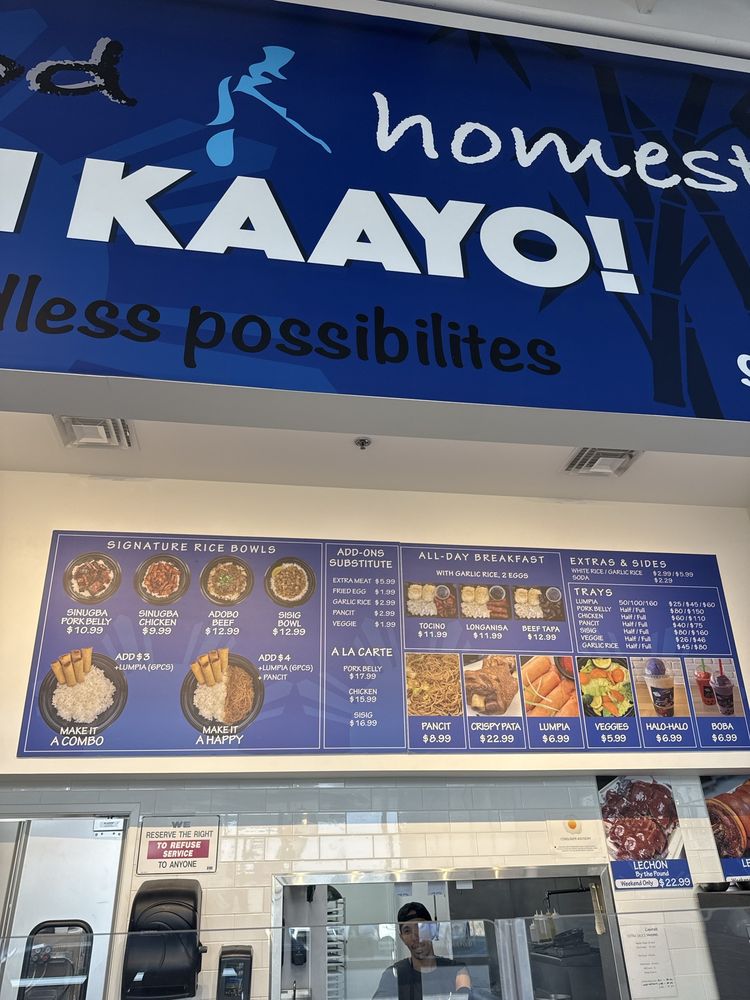 homest
KAAYO!
less possibilites
SIGNATURE RICE BOWLS
SINUGBA
PORK BELLY
$10.99
SINUGBA
CHICKEN
$9.99
ADOBO
BEEF
$12.99
SISIG
BOWL
$12.99
ADD $3
+LUMPIA (6PCS)
MAKE IT
A COMBO
ADD $4
+LUMPIA (6PCS)
+ PANCIT
MAKE IT
A HAPPY
ADD-ONS
SUBSTITUTE
EXTRA MEAT $5.99
FRIED EGG $1.99
GARLIC RICE $2.99
PANCIT $2.99
VEGGIE $1.99
A LA CARTE
PORK BELLY
$17.99
CHICKEN
$15.99
SISIG
$16.99
ALL-DAY BREAKFAST
WITH GARLIC RICE, 2 EGGS
TOCINO
$11.99
LONGANISA
$11.99
BEEF TAPA
$12.99
EXTRAS & SIDES
WHITE RICE / GARLIC RICE $2.99 / $5.99
SODA $2.29
TRAYS
LUMPIA 50/100/160 $25 / $45 / $60
PORK BELLY Half / Full $80 / $150
CHICKEN Half / Full $60 / $110
PANCIT Half / Full $40 / $75
SISIG Half / Full $80 / $160
VEGGIE Half / Full $26 / $46
GARLIC RICE Half / Full $45 / $80
PANCIT
$8.99
CRISPY PATA
$22.99
LUMPIA
$6.99
VEGGIES
$5.99
HALO-HALO
$6.99
BOBA
$6.99
WE
RESERVE THE RIGHT
TO REFUSE
SERVICE
TO ANYONE
LECHON
By the Pound
Weekend Only $22.99
LE